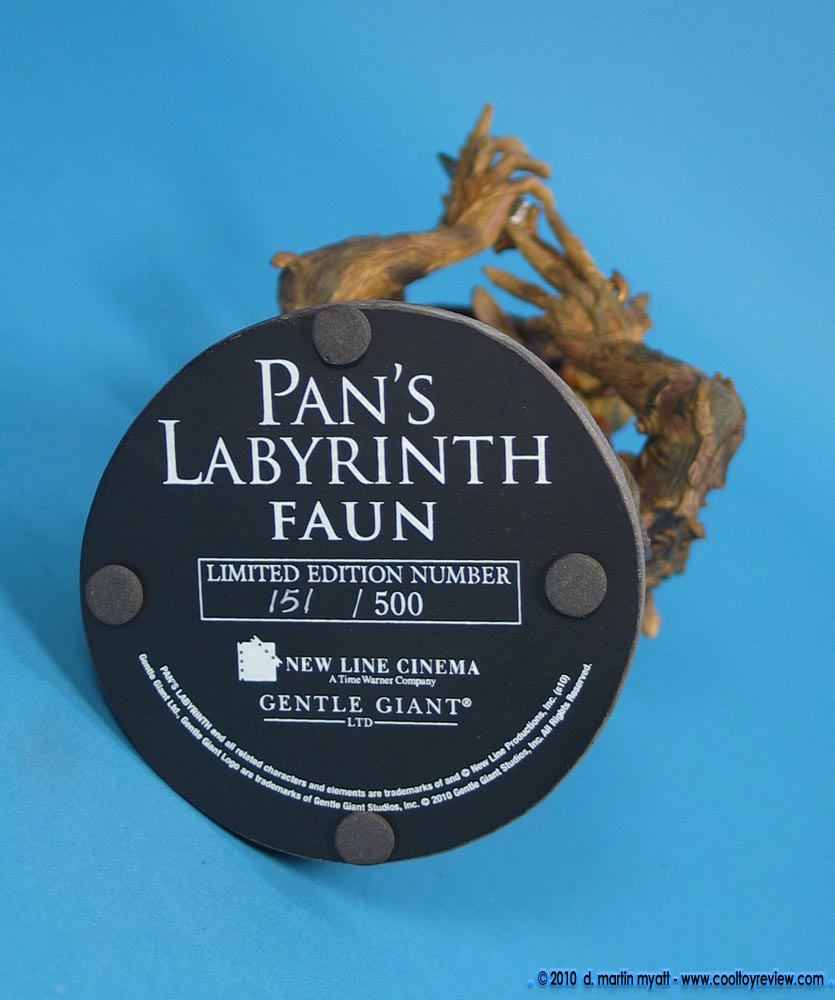 PAN'S
LABYRINTH
FAUN
LIMITED EDITION NUMBER
151 / 500
NEW LINE CINEMA
A Time Warner Company
GENTLE GIANT®
LTD
PAN'S LABYRINTH and all related characters and elements are trademarks of and © New Line Productions, Inc. (s10)
Gentle Giant Ltd., Gentle Giant Logo are trademarks of Gentle Giant Studios, Inc. © 2010 Gentle Giant Studios, Inc. All Rights Reserved.
© 2010 d. martin myatt - www.cooltoyreview.com